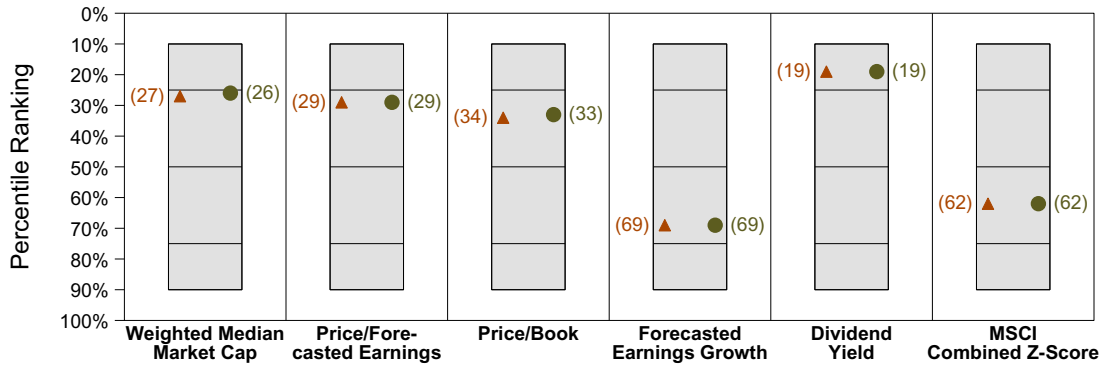 Percentile Ranking
0%
10%
20%
30%
40%
50%
60%
70%
80%
90%
100%
(27)
(26)
(29)
(29)
(34)
(33)
(69)
(69)
(19)
(19)
(62)
(62)
Weighted Median
Market Cap
Price/Fore-
casted Earnings
Price/Book
Forecasted
Earnings Growth
Dividend
Yield
MSCI
Combined Z-Score